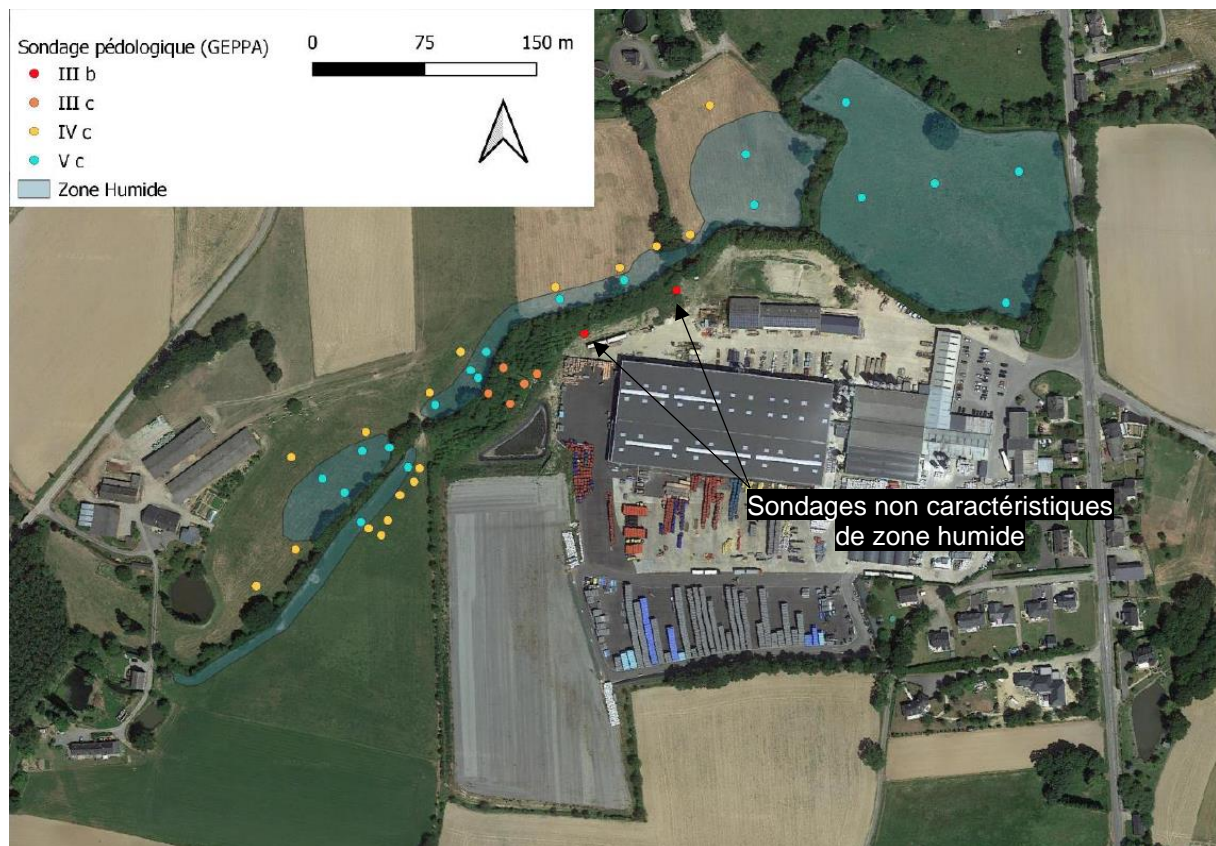 Sondage pédologique (GEPPA)
III b
III c
IV c
V c
Zone Humide
0 75 150 m
Sondages non caractéristiques
de zone humide